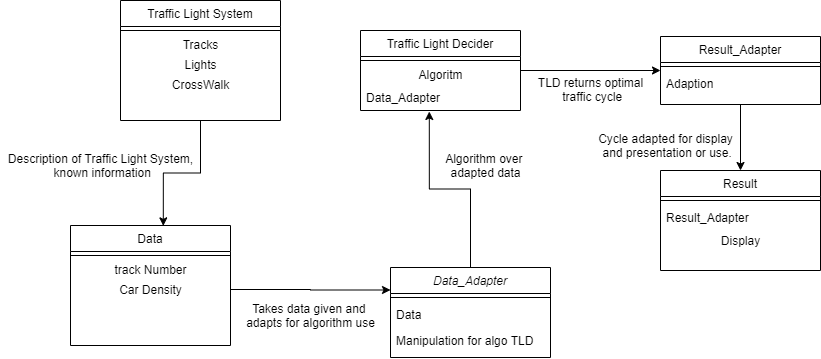 Traffic Light System
Tracks
Lights
CrossWalk
Description of Traffic Light System,
known information
Data
track Number
Car Density
Takes data given and
adapts for algorithm use
Data_Adapter
Data
Manipulation for algo TLD
Algorithm over
adapted data
Traffic Light Decider
Algoritm
Data_Adapter
TLD returns optimal
traffic cycle
Result_Adapter
Adaption
Cycle adapted for display
and presentation or use.
Result
Result_Adapter
Display